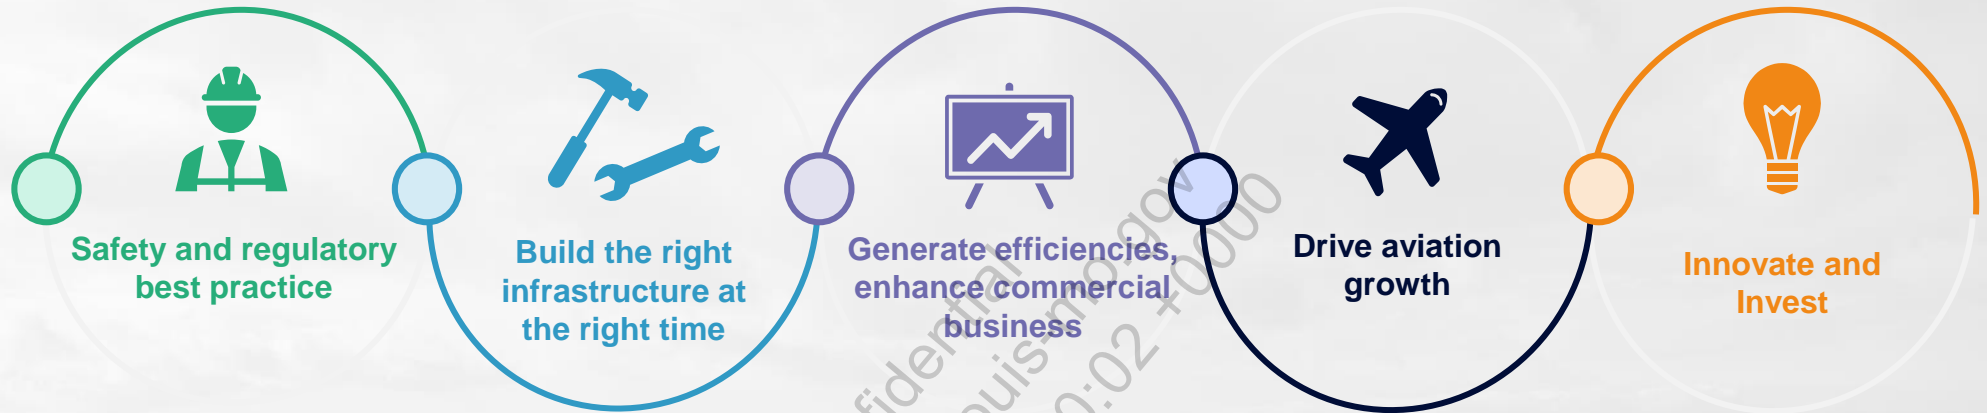 Safety and regulatory
best practice
Build the right
infrastructure at
the right time
Generate efficiencies,
enhance commercial
business
Drive aviation
growth
Innovate and
Invest